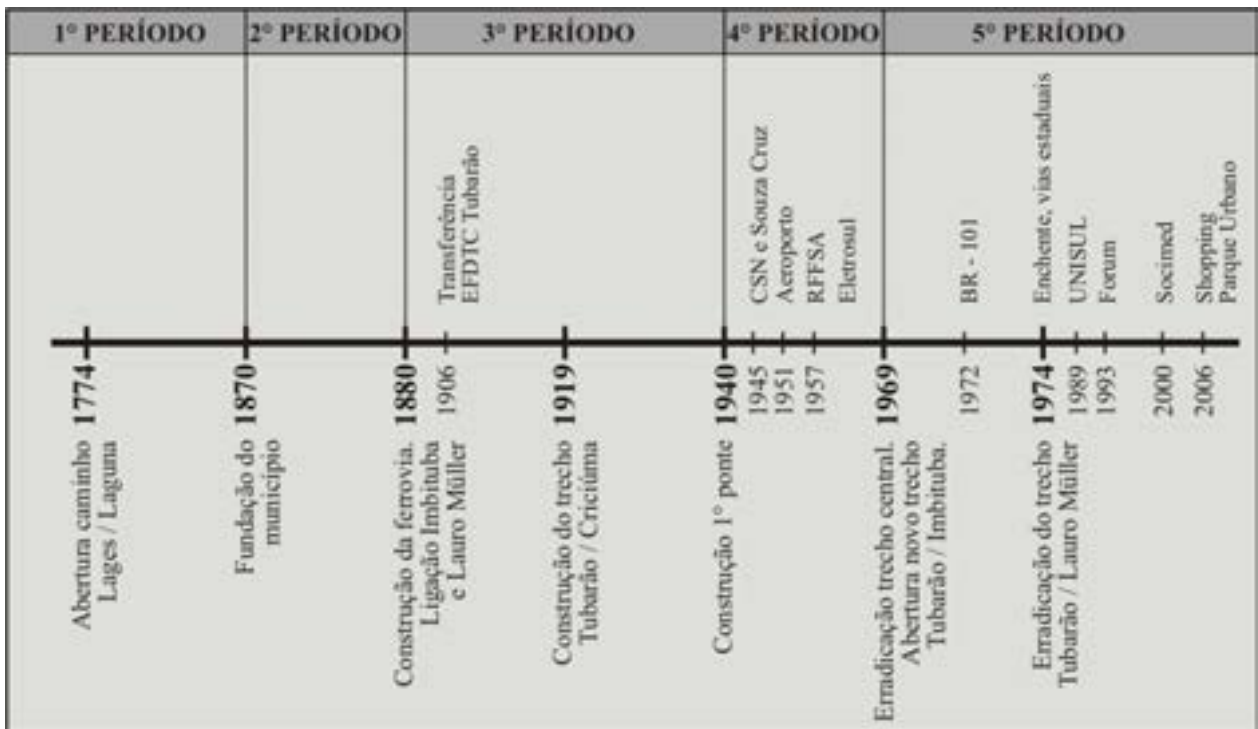 1° PERÍODO
2° PERÍODO
3° PERÍODO
4° PERÍODO
5° PERÍODO
Transferência
EFDTC Tubarão
CSN e Souza Cruz
Aeroporto
RFFSA
Eletrosul
BR - 101
Enchente, vias estaduais
UNISUL
Forum
Socimed
Shopping
Parque Urbano
1774
1870
1880
1906
1919
1940
1945
1951
1957
1969
1972
1974
1989
1993
2000
2006
Abertura caminho
Lages / Laguna
Fundação do
município
Construção da ferrovia.
Ligação Imbituba
e Lauro Müller
Construção do trecho
Tubarão / Criciúma
Construção 1° ponte
Erradicação trecho central.
Abertura novo trecho
Tubarão / Imbituba.
Erradicação do trecho
Tubarão / Lauro Müller